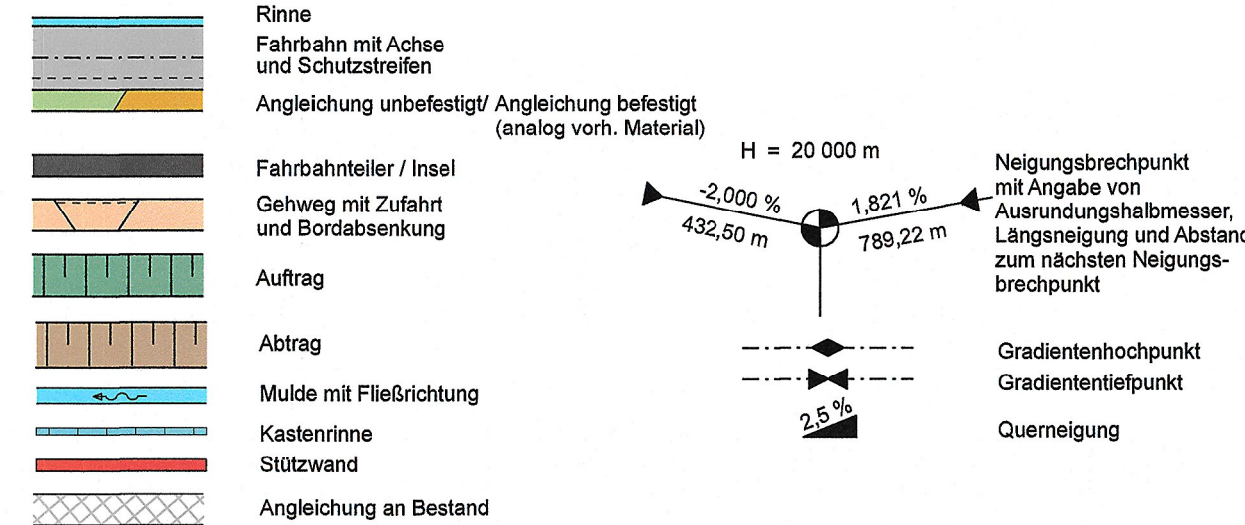 Rinne
Fahrbahn mit Achse
und Schutzstreifen
Angleichung unbefestigt/ Angleichung befestigt
(analog vorh. Material)
Fahrbahnteiler / Insel
Gehweg mit Zufahrt
und Bordabsenkung
Auftrag
Abtrag
Mulde mit Fließrichtung
Kastenrinne
Stützwand
Angleichung an Bestand
H = 20 000 m
-2,000 %
432,50 m
1,821 %
789,22 m
Neigungsbrechpunkt
mit Angabe von
Ausrundungshalbmesser,
Längsneigung und Abstand
zum nächsten Neigungs-
brechpunkt
Gradientenhochpunkt
Gradiententiefpunkt
2,5 %
Querneigung